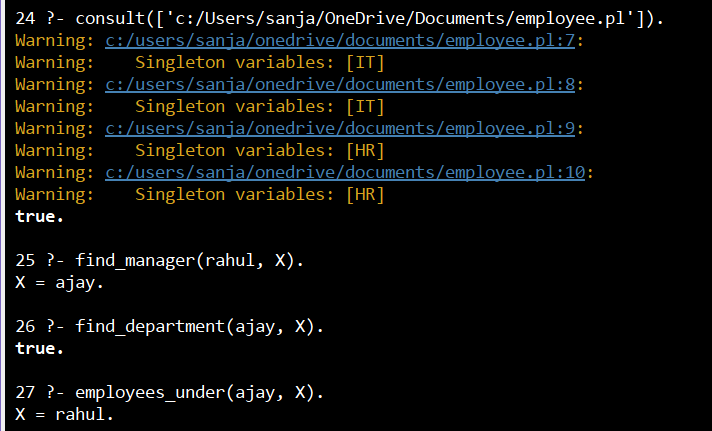 24 ?- consult(['c:/Users/sanja/OneDrive/Documents/employee.pl']).
Warning: c:/users/sanja/onedrive/documents/employee.pl:7:
Warning:    Singleton variables: [IT]
Warning: c:/users/sanja/onedrive/documents/employee.pl:8:
Warning:    Singleton variables: [IT]
Warning: c:/users/sanja/onedrive/documents/employee.pl:9:
Warning:    Singleton variables: [HR]
Warning: c:/users/sanja/onedrive/documents/employee.pl:10:
Warning:    Singleton variables: [HR]
true.
25 ?- find_manager(rahul, X).
X = ajay.
26 ?- find_department(ajay, X).
true.
27 ?- employees_under(ajay, X).
X = rahul.